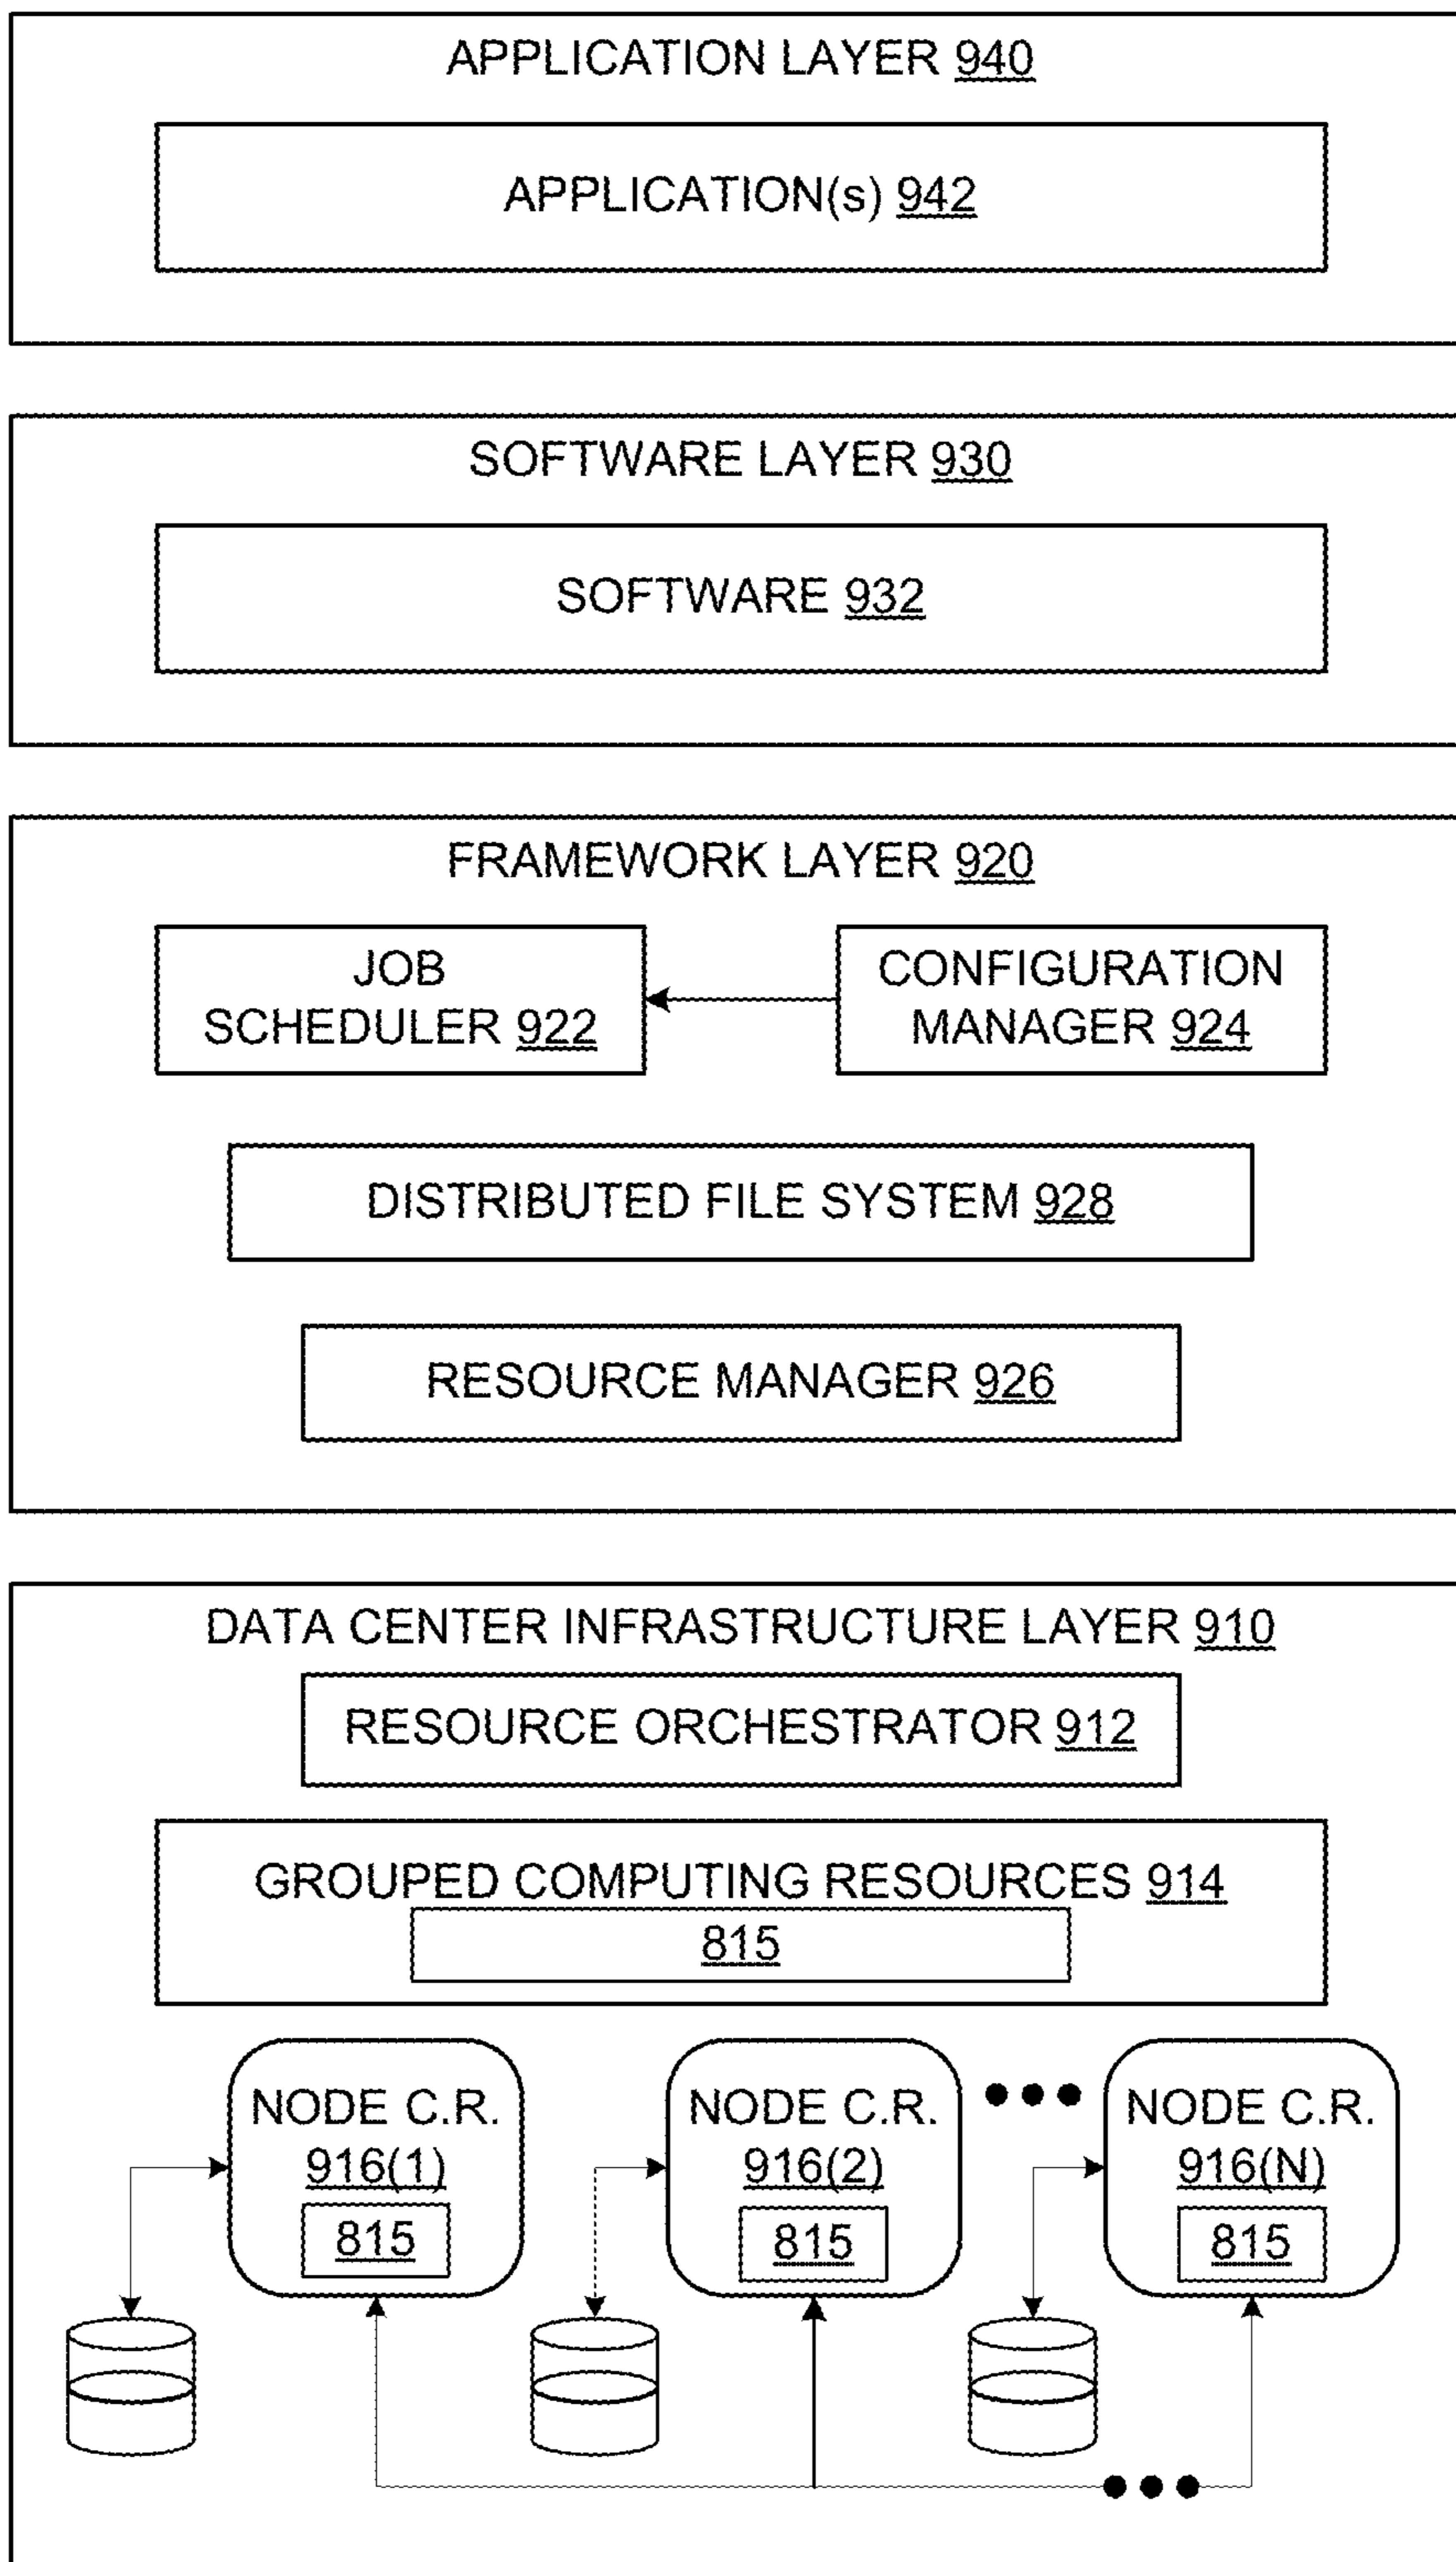 APPLICATION LAYER 940
APPLICATION(s) 942
SOFTWARE LAYER 930
SOFTWARE 932
FRAMEWORK LAYER 920
JOB
SCHEDULER 922
CONFIGURATION
MANAGER 924
DISTRIBUTED FILE SYSTEM 928
RESOURCE MANAGER 926
DATA CENTER INFRASTRUCTURE LAYER 910
RESOURCE ORCHESTRATOR 912
GROUPED COMPUTING RESOURCES 914
815
NODE C.R.
916(1)
815
NODE C.R.
916(2)
815
NODE C.R.
916(N)
815